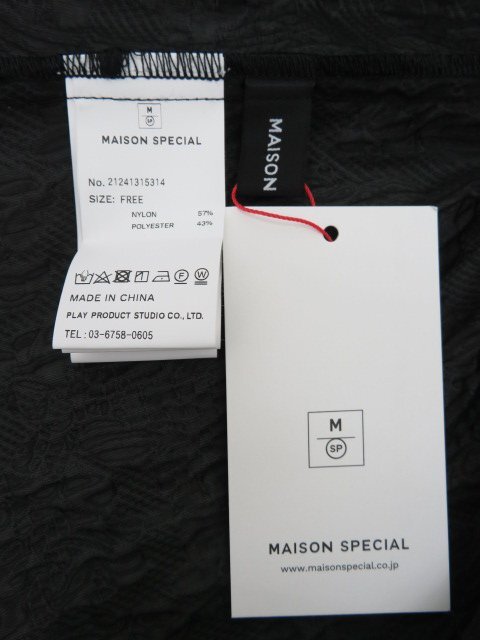 M
SP
MAISON SPECIAL
No. 21241315314
SIZE: FREE
NYLON 57%
POLYESTER 43%
MADE IN CHINA
PLAY PRODUCT STUDIO CO., LTD.
TEL: 03-6758-0605
MAISON
M
SP
MAISON SPECIAL
www.maisonspecial.co.jp